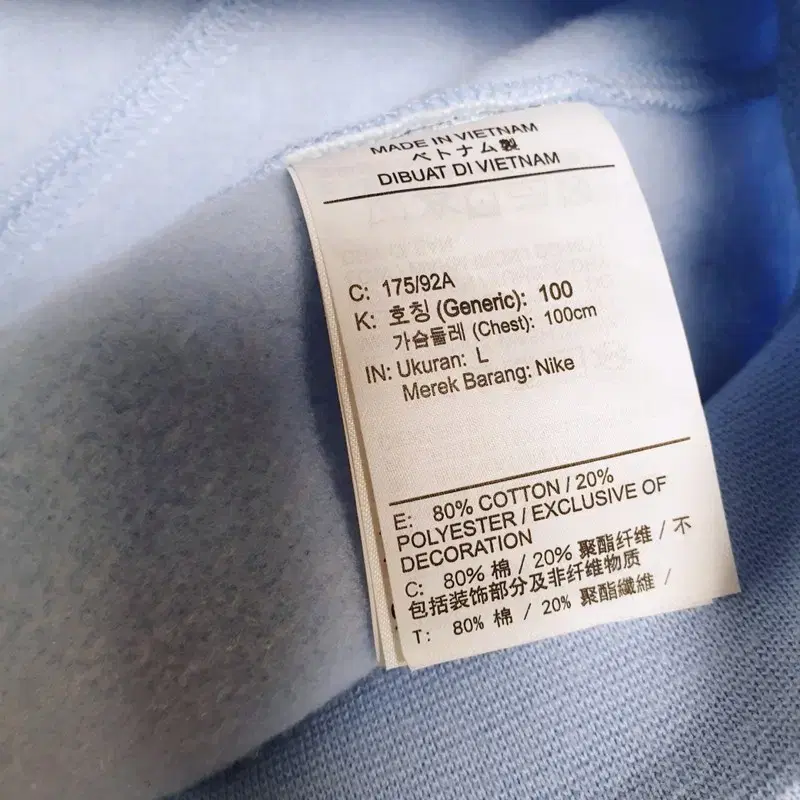 MADE IN VIETNAM
ベトナム製
DIBUAT DI VIETNAM
C: 175/92A
K: 호칭 (Generic): 100
가슴둘레 (Chest): 100cm
IN: Ukuran: L
Merek Barang: Nike
E: 80% COTTON / 20%
POLYESTER / EXCLUSIVE OF
DECORATION
C: 80% 棉 / 20% 聚酯纤维 / 不
包括装饰部分及非纤维物质
T: 80% 棉 / 20% 聚酯纖維 /